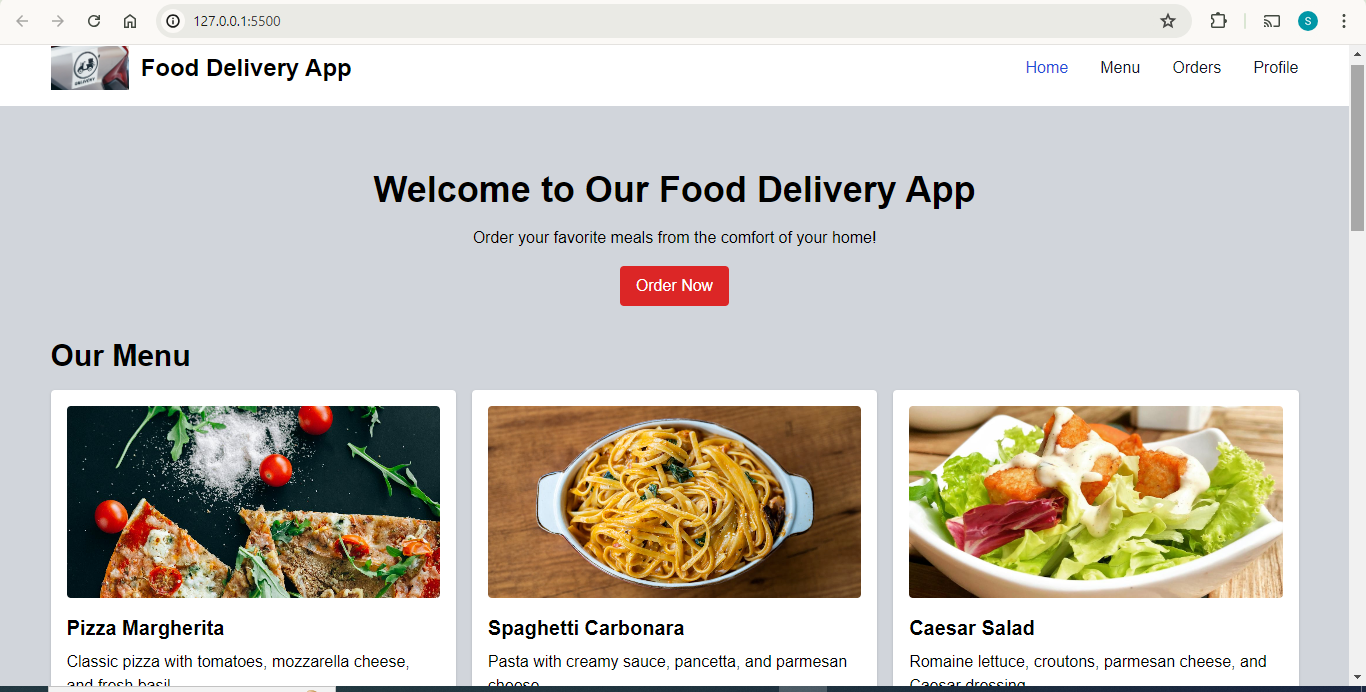 127.0.0.1:5500
S
DELIVERY
Food Delivery App
Home Menu Orders Profile
Welcome to Our Food Delivery App
Order your favorite meals from the comfort of your home!
Order Now
Our Menu
Pizza Margherita
Classic pizza with tomatoes, mozzarella cheese,
and fresh basil
Spaghetti Carbonara
Pasta with creamy sauce, pancetta, and parmesan
cheese
Caesar Salad
Romaine lettuce, croutons, parmesan cheese, and
Caesar dressing